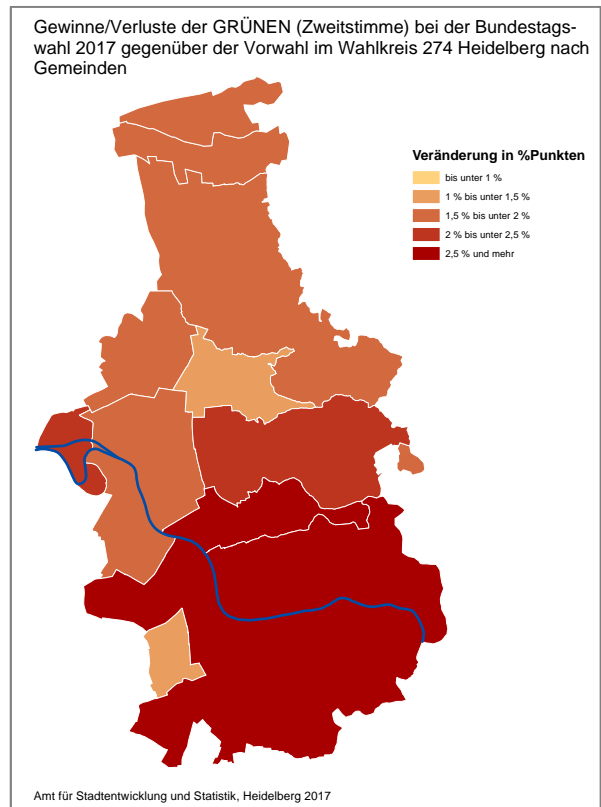 Gewinne/Verluste der GRÜNEN (Zweitstimme) bei der Bundestags-
wahl 2017 gegenüber der Vorwahl im Wahlkreis 274 Heidelberg nach
Gemeinden
Veränderung in %Punkten
bis unter 1 %
1 % bis unter 1,5 %
1,5 % bis unter 2 %
2 % bis unter 2,5 %
2,5 % und mehr
Amt für Stadtentwicklung und Statistik, Heidelberg 2017